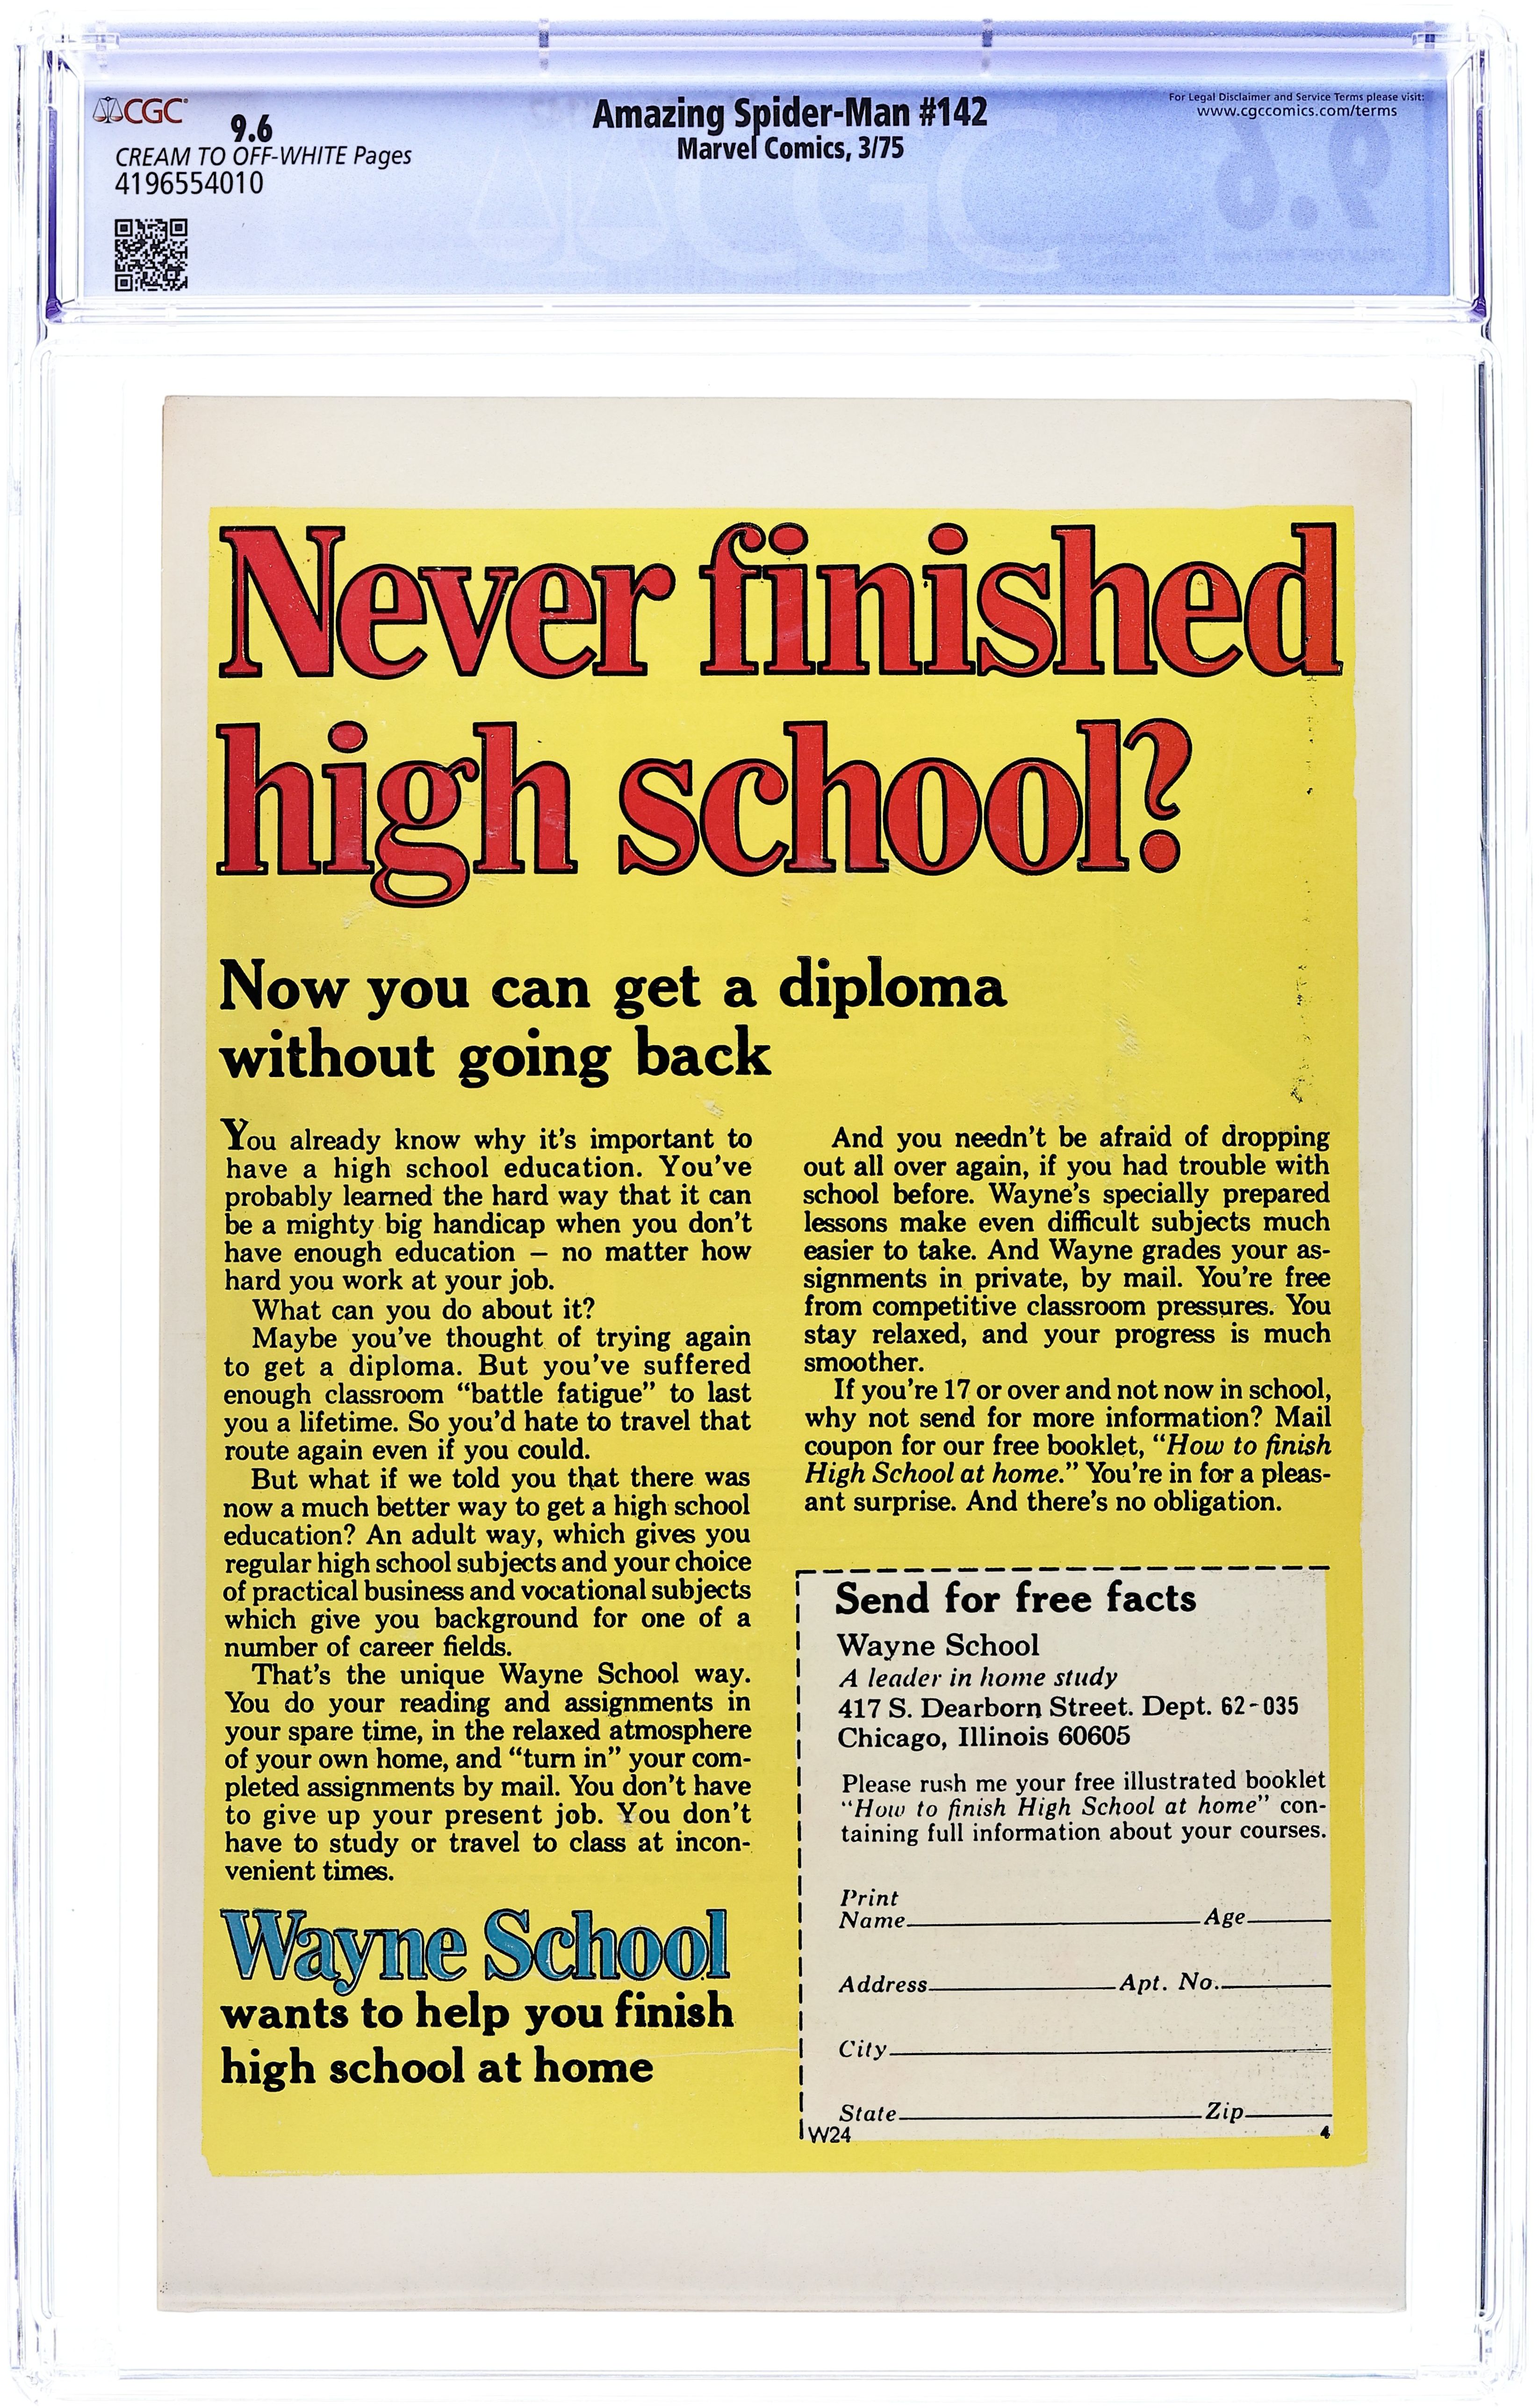 CGC
9.6
CREAM TO OFF-WHITE Pages
4196554010
Amazing Spider-Man #142
Marvel Comics, 3/75
For Legal Disclaimer and Service Terms please visit:
www.cgccomics.com/terms
Never finished
high school?
Now you can get a diploma
without going back
You already know why it's important to
have a high school education. You've
probably learned the hard way that it can
be a mighty big handicap when you don't
have enough education – no matter how
hard you work at your job.
What can you do about it?
Maybe you've thought of trying again
to get a diploma. But you've suffered
enough classroom "battle fatigue" to last
you a lifetime. So you'd hate to travel that
route again even if you could.
But what if we told you that there was
now a much better way to get a high school
education? An adult way, which gives you
regular high school subjects and your choice
of practical business and vocational subjects
which give you background for one of a
number of career fields.
That's the unique Wayne School way.
You do your reading and assignments in
your spare time, in the relaxed atmosphere
of your own home, and "turn in" your com-
pleted assignments by mail. You don't have
to give up your present job. You don't
have to study or travel to class at incon-
venient times.
Wayne School
wants to help you finish
high school at home
And you needn't be afraid of dropping
out all over again, if you had trouble with
school before. Wayne's specially prepared
lessons make even difficult subjects much
easier to take. And Wayne grades your as-
signments in private, by mail. You're free
from competitive classroom pressures. You
stay relaxed, and your progress is much
smoother.
If you're 17 or over and not now in school,
why not send for more information? Mail
coupon for our free booklet, "How to finish
High School at home." You're in for a pleas-
ant surprise. And there's no obligation.
Send for free facts
Wayne School
A leader in home study
417 S. Dearborn Street. Dept. 62-035
Chicago, Illinois 60605
Please rush me your free illustrated booklet
"How to finish High School at home" con-
taining full information about your courses.
Print
Name Age
Address Apt. No.
City
State Zip
W24 4